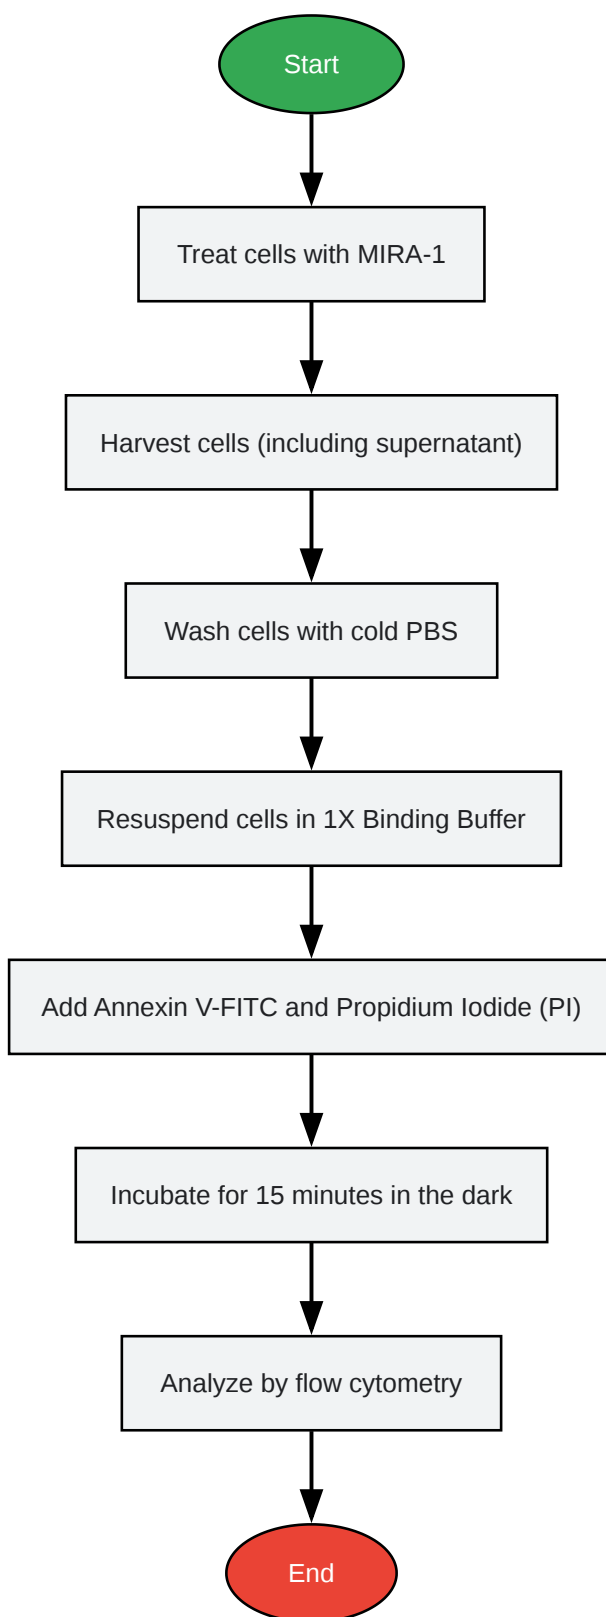 Start
Treat cells with MIRA-1
Harvest cells (including supernatant)
Wash cells with cold PBS
Resuspend cells in 1X Binding Buffer
Add Annexin V-FITC and Propidium Iodide (PI)
Incubate for 15 minutes in the dark
Analyze by flow cytometry
End